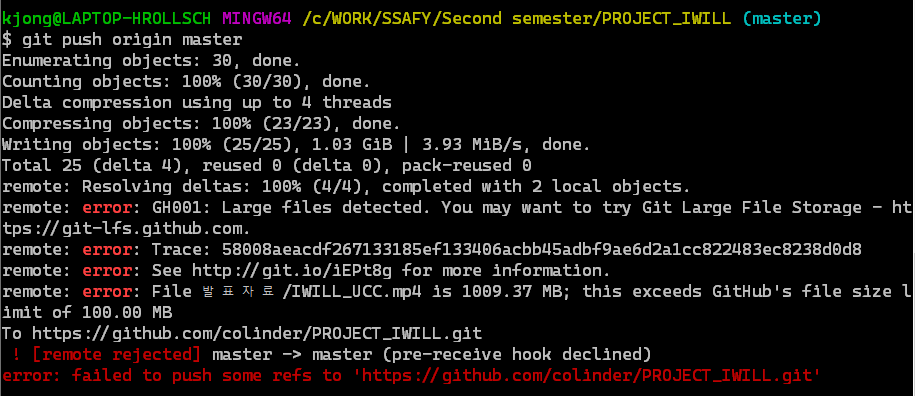 kjong@LAPTOP-HROLLSCH MINGW64 /c/WORK/SSAFY/Second semester/PROJECT_IWILL (master)
$ git push origin master
Enumerating objects: 30, done.
Counting objects: 100% (30/30), done.
Delta compression using up to 4 threads
Compressing objects: 100% (23/23), done.
Writing objects: 100% (25/25), 1.03 GiB | 3.93 MiB/s, done.
Total 25 (delta 4), reused 0 (delta 0), pack-reused 0
remote: Resolving deltas: 100% (4/4), completed with 2 local objects.
remote: error: GH001: Large files detected. You may want to try Git Large File Storage - ht
tps://git-lfs.github.com.
remote: error: Trace: 58008aeacdf267133185ef133406acbb45adbf9ae6d2a1cc822483ec8238d0d8
remote: error: See http://git.io/iEPt8g for more information.
remote: error: File 발표자료/IWILL_UCC.mp4 is 1009.37 MB; this exceeds GitHub's file size l
imit of 100.00 MB
To https://github.com/colinder/PROJECT_IWILL.git
 ! [remote rejected] master -> master (pre-receive hook declined)
error: failed to push some refs to 'https://github.com/colinder/PROJECT_IWILL.git'